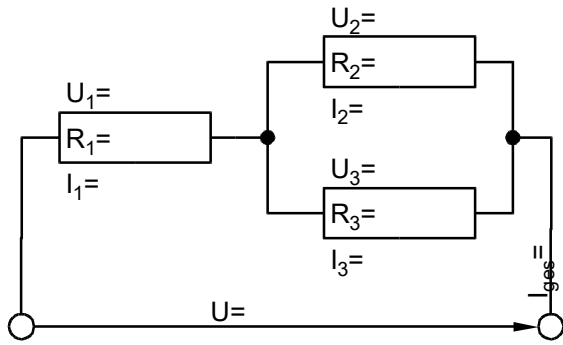 U₁=
R₁=
I₁=
U₂=
R₂=
I₂=
U₃=
R₃=
I₃=
I_ges=
U=